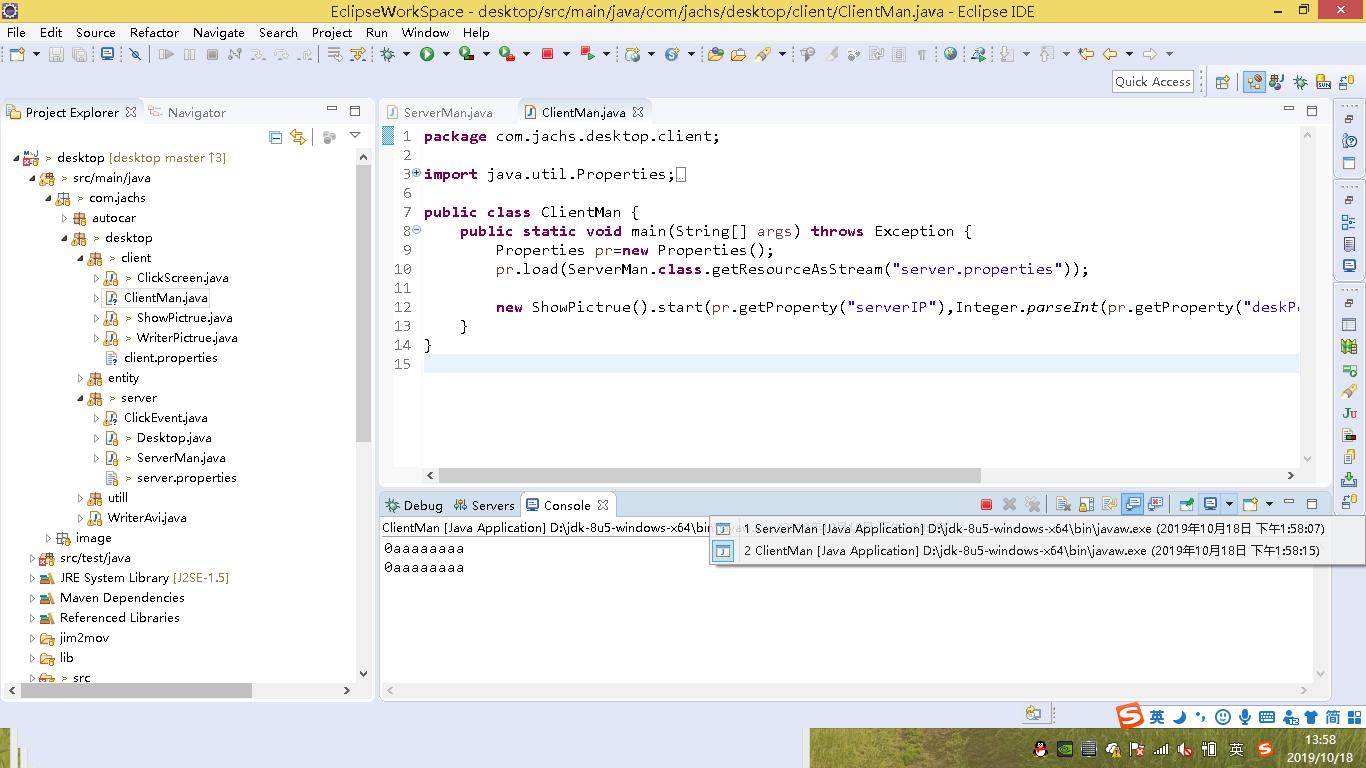 EclipseWorkSpace - desktop/src/main/java/com/jachs/desktop/client/ClientMan.java - Eclipse IDE
File Edit Source Refactor Navigate Search Project Run Window Help
Quick Access
Project Explorer Navigator
> desktop [desktop master ↑3]
> src/main/java
> com.jachs
autocar
> desktop
> client
> ClickScreen.java
ClientMan.java
> ShowPictrue.java
> WriterPictrue.java
client.properties
entity
> server
ClickEvent.java
> Desktop.java
> ServerMan.java
> server.properties
utill
WriterAvi.java
image
src/test/java
JRE System Library [J2SE-1.5]
Maven Dependencies
Referenced Libraries
jim2mov
lib
> src
ServerMan.java ClientMan.java
1 package com.jachs.desktop.client;
2
3 import java.util.Properties;
6
7 public class ClientMan {
8 public static void main(String[] args) throws Exception {
9 Properties pr=new Properties();
10 pr.load(ServerMan.class.getResourceAsStream("server.properties"));
11
12 new ShowPictrue().start(pr.getProperty("serverIP"),Integer.parseInt(pr.getProperty("deskP
13 }
14 }
15
Debug Servers Console
ClientMan [Java Application] D:\jdk-8u5-windows-x64\bin
1 ServerMan [Java Application] D:\jdk-8u5-windows-x64\bin\javaw.exe (2019年10月18日 下午1:58:07)
2 ClientMan [Java Application] D:\jdk-8u5-windows-x64\bin\javaw.exe (2019年10月18日 下午1:58:15)
0aaaaaaaa
0aaaaaaaa
英 简
英
13:58
2019/10/18